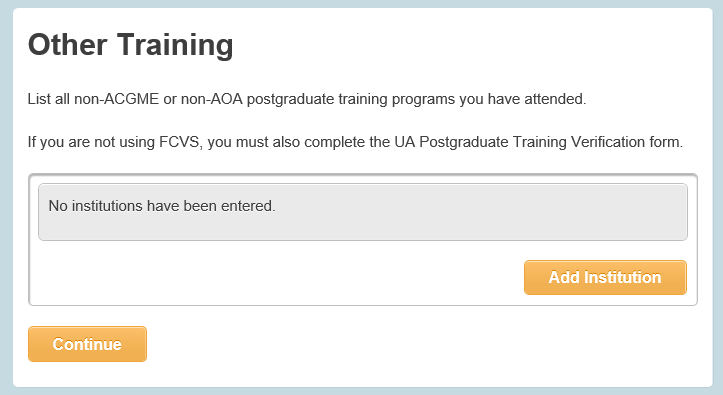 Other Training
List all non-ACGME or non-AOA postgraduate training programs you have attended.
If you are not using FCVS, you must also complete the UA Postgraduate Training Verification form.
No institutions have been entered.
Add Institution
Continue